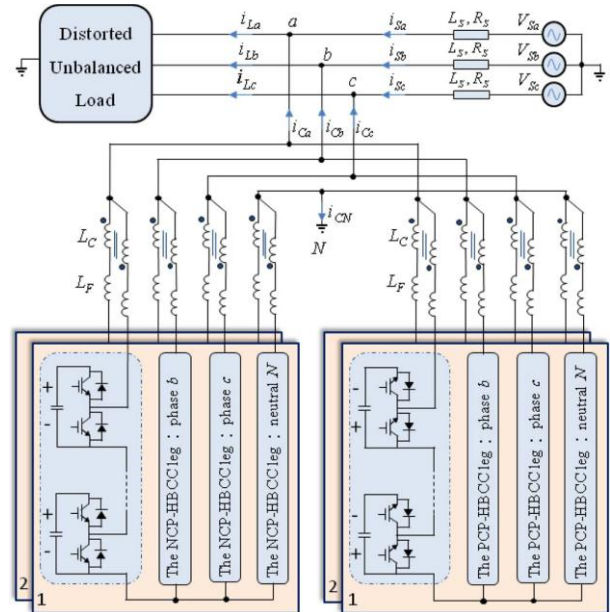 Distorted
Unbalanced
Load
i_La
i_Lb
i_Lc
a
b
c
i_Sa
i_Sb
i_Sc
L_S, R_S
L_S, R_S
L_S, R_S
V_Sa
V_Sb
V_Sc
i_Ca
i_Cb
i_Cc
i_CN
N
L_C
L_F
L_C
L_F
+
-
+
-
The NCP-HBCC leg : phase b
The NCP-HBCC leg : phase c
The NCP-HBCC leg : neutral N
2
1
-
+
-
+
The PCP-HBCC leg : phase b
The PCP-HBCC leg : phase c
The PCP-HBCC leg : neutral N
2
1